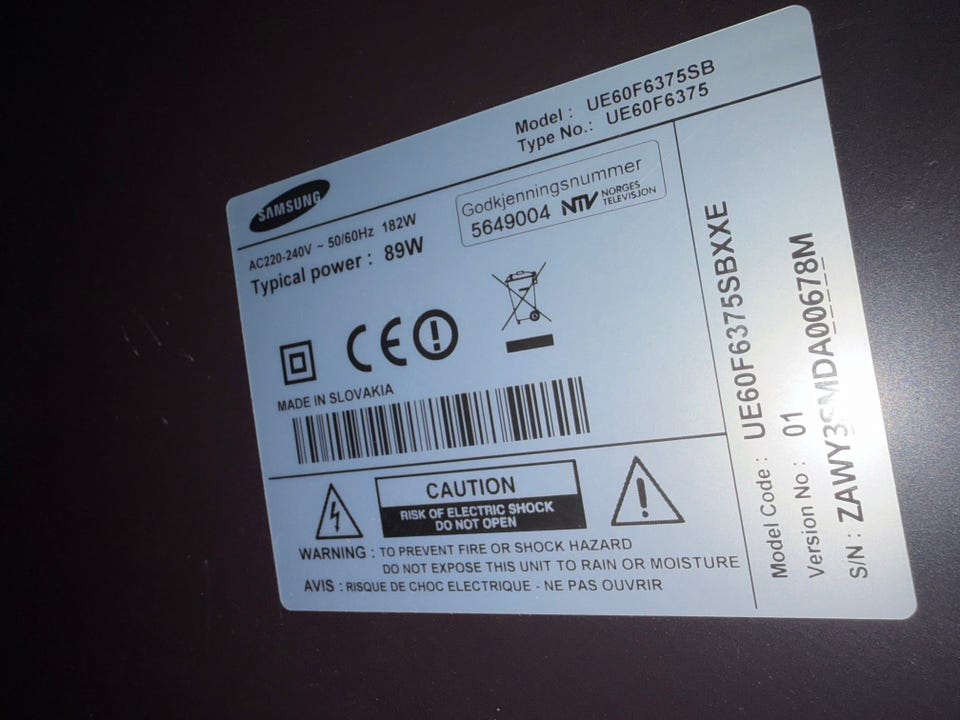 SAMSUNG
Model : UE60F6375SB
Type No.: UE60F6375
AC220-240V ~ 50/60Hz 182W
Typical power : 89W
Godkjenningsnummer
5649004 NTV NORGES TELEVISJON
MADE IN SLOVAKIA
CAUTION
RISK OF ELECTRIC SHOCK
DO NOT OPEN
WARNING : TO PREVENT FIRE OR SHOCK HAZARD
DO NOT EXPOSE THIS UNIT TO RAIN OR MOISTURE
AVIS : RISQUE DE CHOC ELECTRIQUE - NE PAS OUVRIR
Model Code : UE60F6375SBXXE
Version No : 01
S/N :